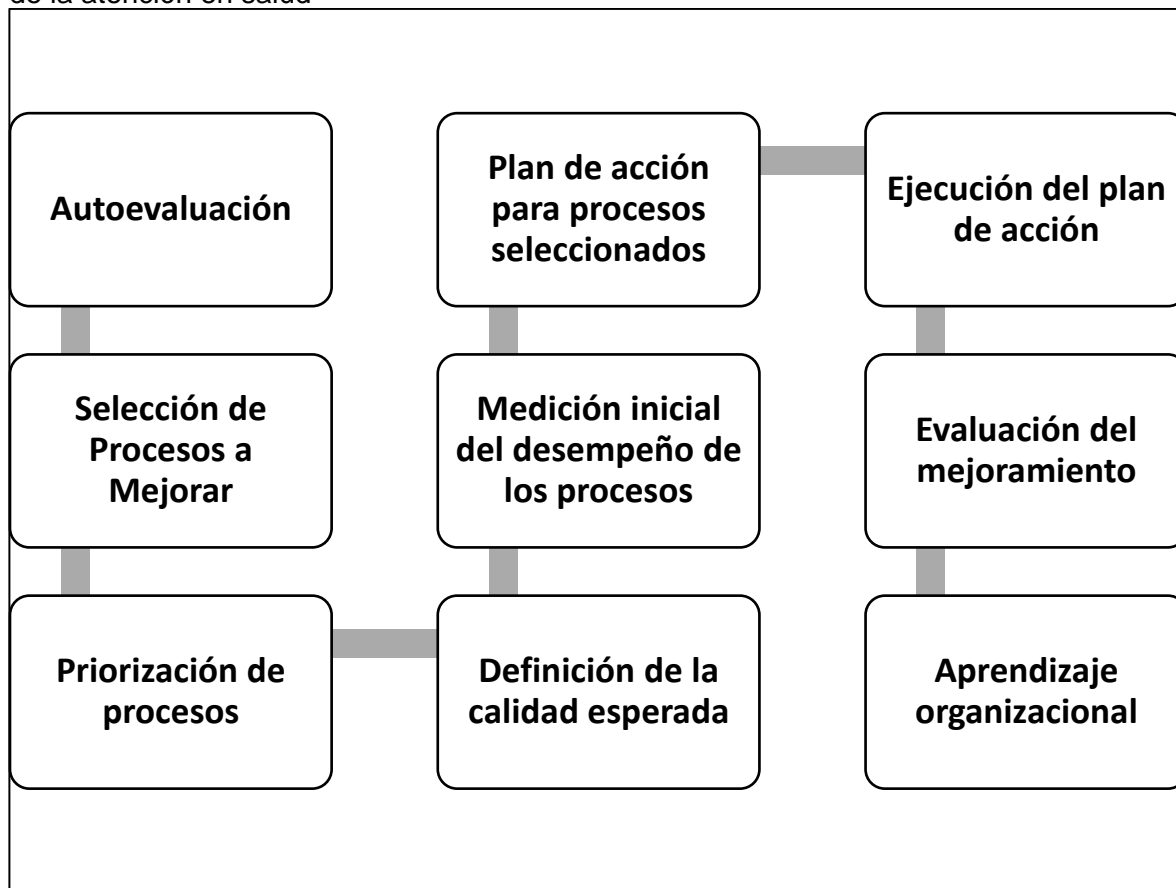 de la atención en salud
Autoevaluación
Selección de
Procesos a
Mejorar
Priorización de
procesos
Definición de la
calidad esperada
Medición inicial
del desempeño de
los procesos
Plan de acción
para procesos
seleccionados
Ejecución del plan
de acción
Evaluación del
mejoramiento
Aprendizaje
organizacional